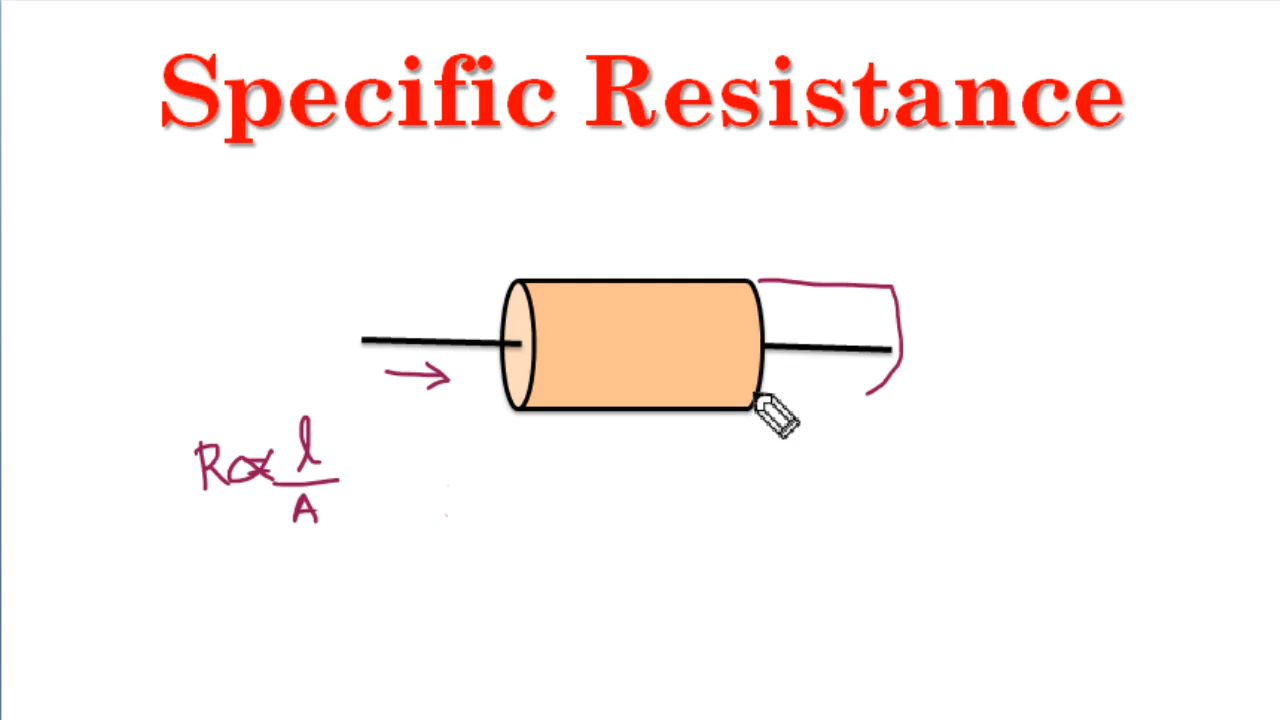 Specific Resistance
R ∝ l/A